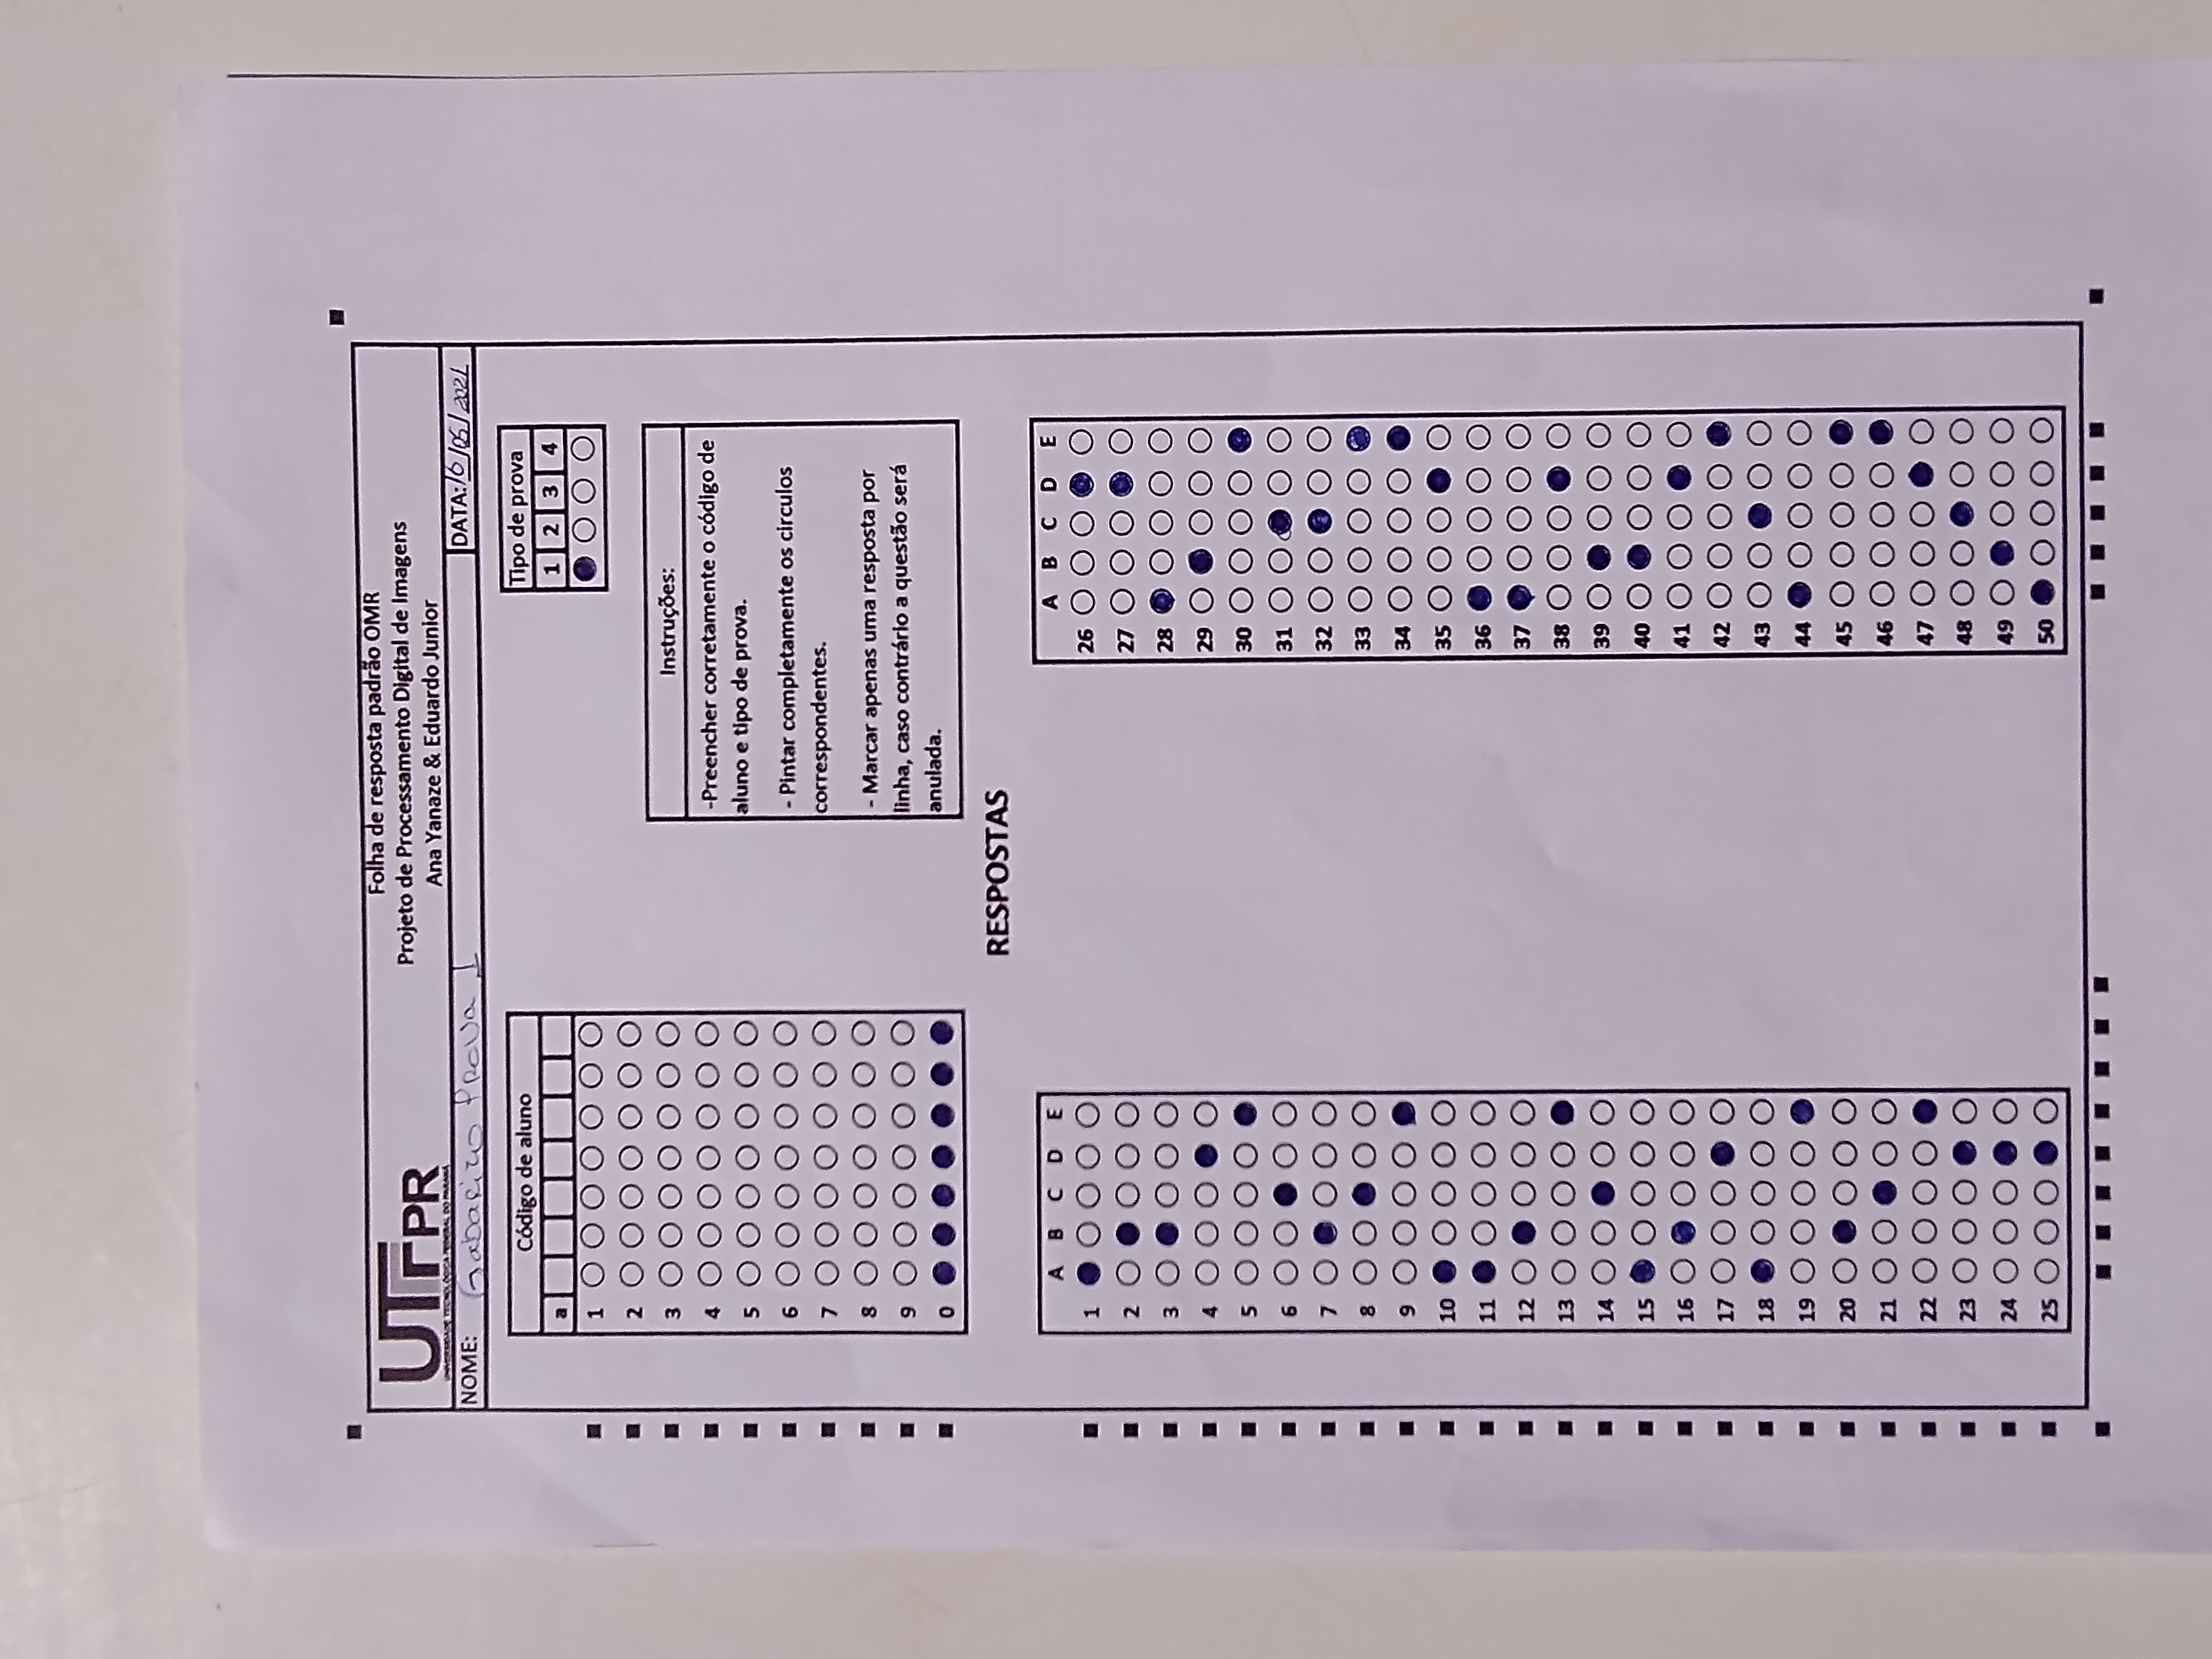 Folha de resposta padrão OMR
UTFPR
Projeto de Processamento Digital de Imagens
UNIVERSIDADE TECNOLÓGICA FEDERAL DO PARANÁ
Ana Yanaze & Eduardo Junior
NOME: Gabarito Prova 1
DATA: 16/05/2021
Código de aluno
a
1
2
3
4
5
6
7
8
9
0
Tipo de prova
1 2 3 4
Instruções:
-Preencher corretamente o código de
aluno e tipo de prova.
- Pintar completamente os circulos
correspondentes.
- Marcar apenas uma resposta por
linha, caso contrário a questão será
anulada.
RESPOSTAS
A B C D E
1
2
3
4
5
6
7
8
9
10
11
12
13
14
15
16
17
18
19
20
21
22
23
24
25
A B C D E
26
27
28
29
30
31
32
33
34
35
36
37
38
39
40
41
42
43
44
45
46
47
48
49
50